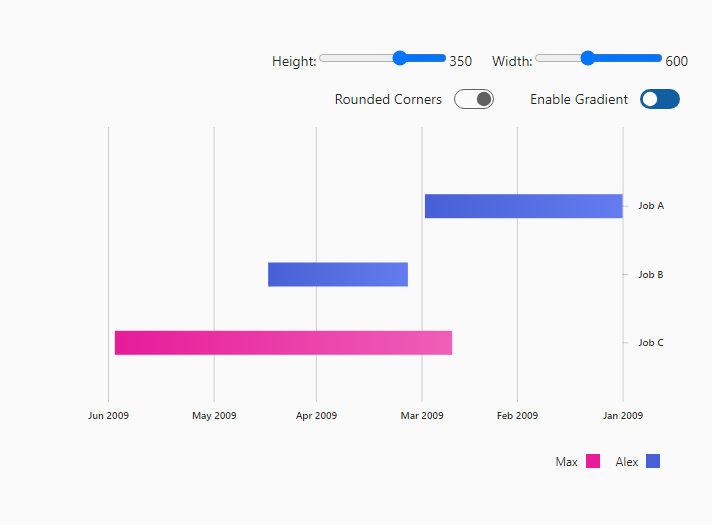 Height: 350 Width: 600
Rounded Corners Enable Gradient
Job A
Job B
Job C
Jun 2009 May 2009 Apr 2009 Mar 2009 Feb 2009 Jan 2009
Max Alex